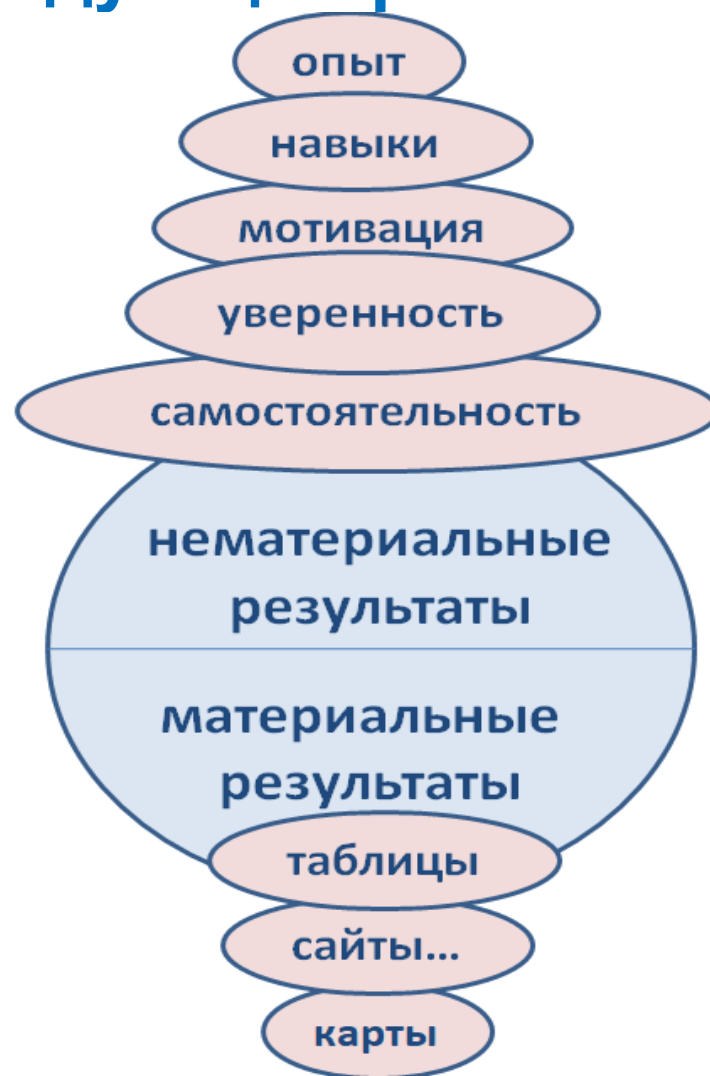 опыт
навыки
мотивация
уверенность
самостоятельность
нематериальные
результаты
материальные
результаты
таблицы
сайты...
карты